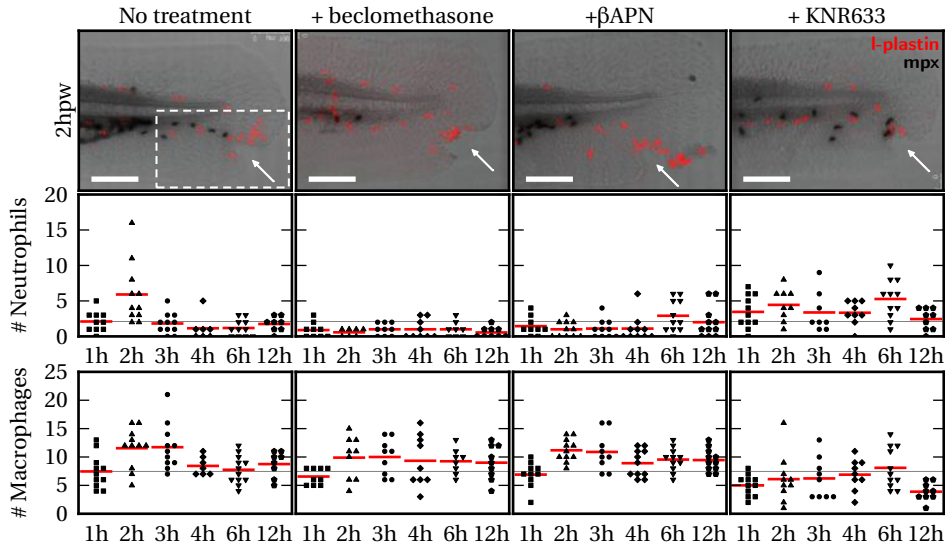 No treatment
+ beclomethasone
+βAPN
+ KNR633
2hpw
l-plastin
mpx
# Neutrophils
20
15
10
5
0
1h 2h 3h 4h 6h 12h
1h 2h 3h 4h 6h 12h
1h 2h 3h 4h 6h 12h
1h 2h 3h 4h 6h 12h
# Macrophages
25
20
15
10
5
0
1h 2h 3h 4h 6h 12h
1h 2h 3h 4h 6h 12h
1h 2h 3h 4h 6h 12h
1h 2h 3h 4h 6h 12h